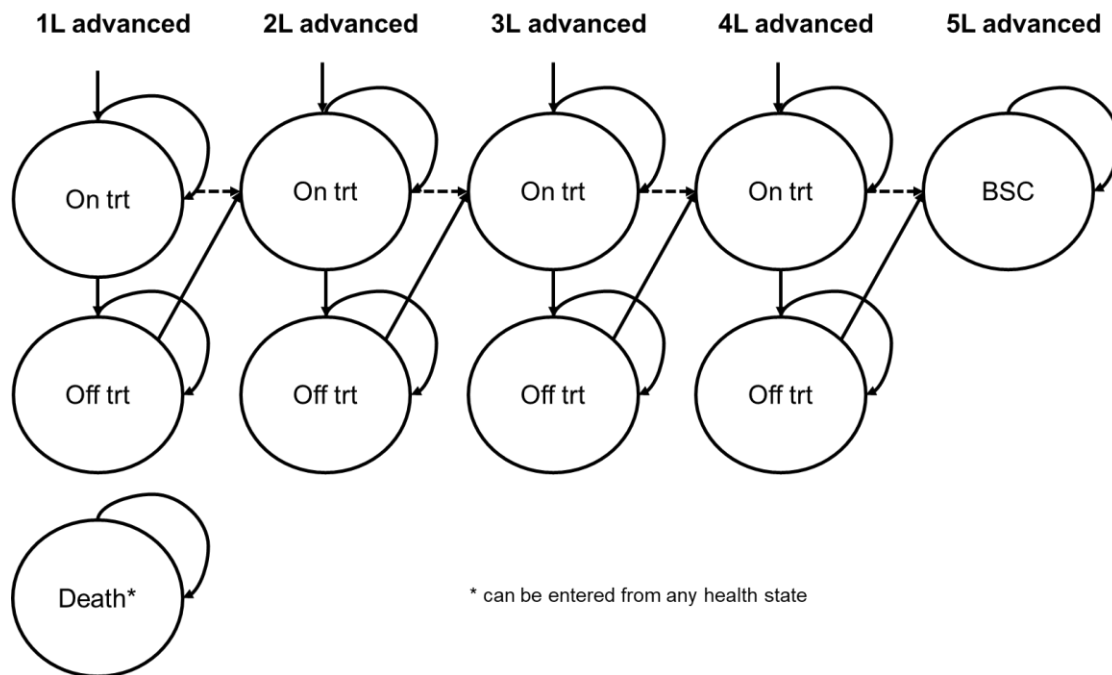 1L advanced 2L advanced 3L advanced 4L advanced 5L advanced
On trt On trt On trt On trt BSC
Off trt Off trt Off trt Off trt
Death* * can be entered from any health state